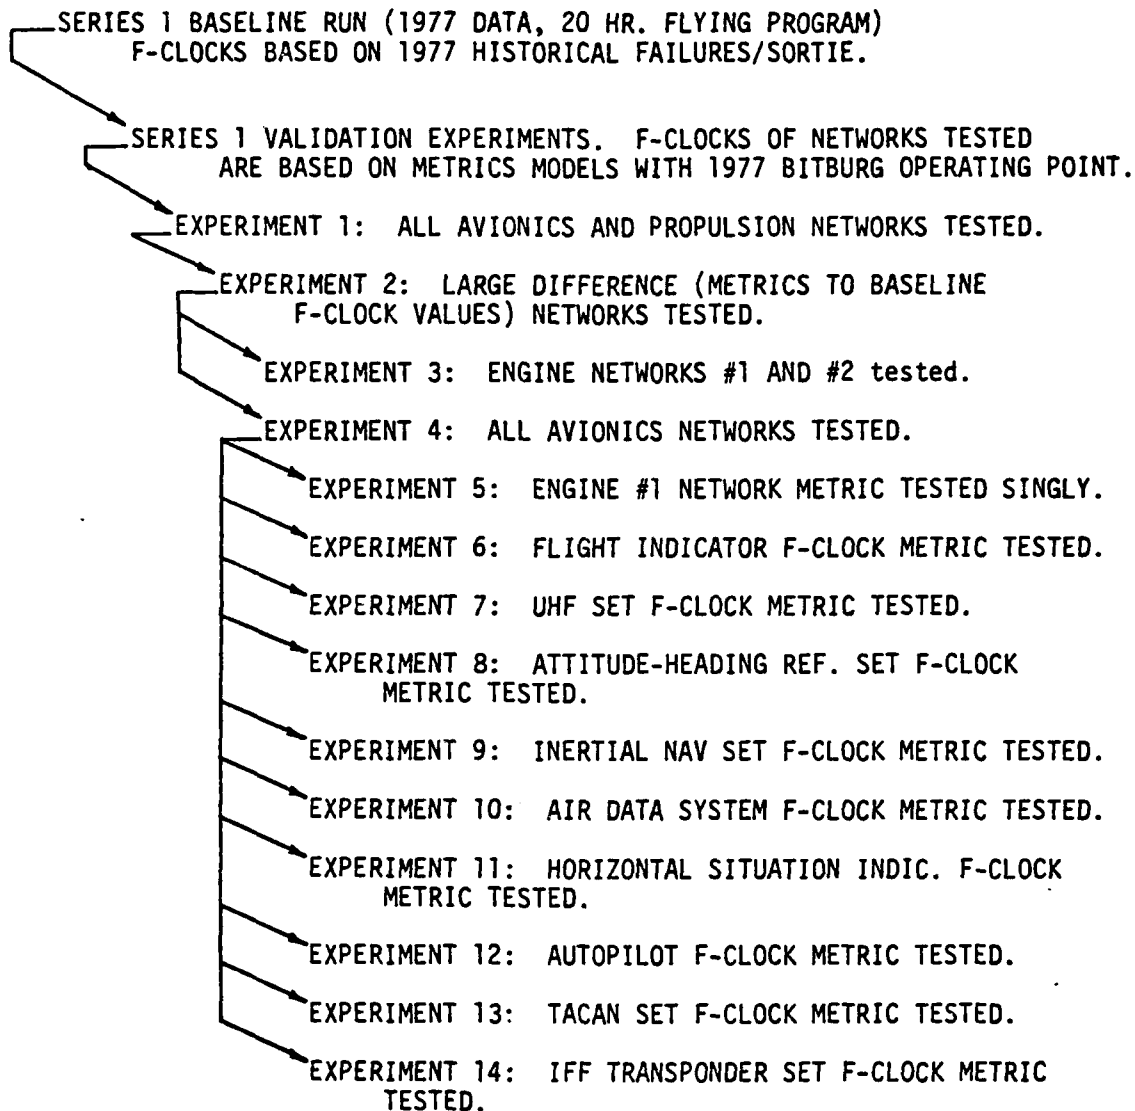 SERIES 1 BASELINE RUN (1977 DATA, 20 HR. FLYING PROGRAM)
F-CLOCKS BASED ON 1977 HISTORICAL FAILURES/SORTIE.
SERIES 1 VALIDATION EXPERIMENTS. F-CLOCKS OF NETWORKS TESTED
ARE BASED ON METRICS MODELS WITH 1977 BITBURG OPERATING POINT.
EXPERIMENT 1: ALL AVIONICS AND PROPULSION NETWORKS TESTED.
EXPERIMENT 2: LARGE DIFFERENCE (METRICS TO BASELINE
F-CLOCK VALUES) NETWORKS TESTED.
EXPERIMENT 3: ENGINE NETWORKS #1 AND #2 tested.
EXPERIMENT 4: ALL AVIONICS NETWORKS TESTED.
EXPERIMENT 5: ENGINE #1 NETWORK METRIC TESTED SINGLY.
EXPERIMENT 6: FLIGHT INDICATOR F-CLOCK METRIC TESTED.
EXPERIMENT 7: UHF SET F-CLOCK METRIC TESTED.
EXPERIMENT 8: ATTITUDE-HEADING REF. SET F-CLOCK
METRIC TESTED.
EXPERIMENT 9: INERTIAL NAV SET F-CLOCK METRIC TESTED.
EXPERIMENT 10: AIR DATA SYSTEM F-CLOCK METRIC TESTED.
EXPERIMENT 11: HORIZONTAL SITUATION INDIC. F-CLOCK
METRIC TESTED.
EXPERIMENT 12: AUTOPILOT F-CLOCK METRIC TESTED.
EXPERIMENT 13: TACAN SET F-CLOCK METRIC TESTED.
EXPERIMENT 14: IFF TRANSPONDER SET F-CLOCK METRIC
TESTED.